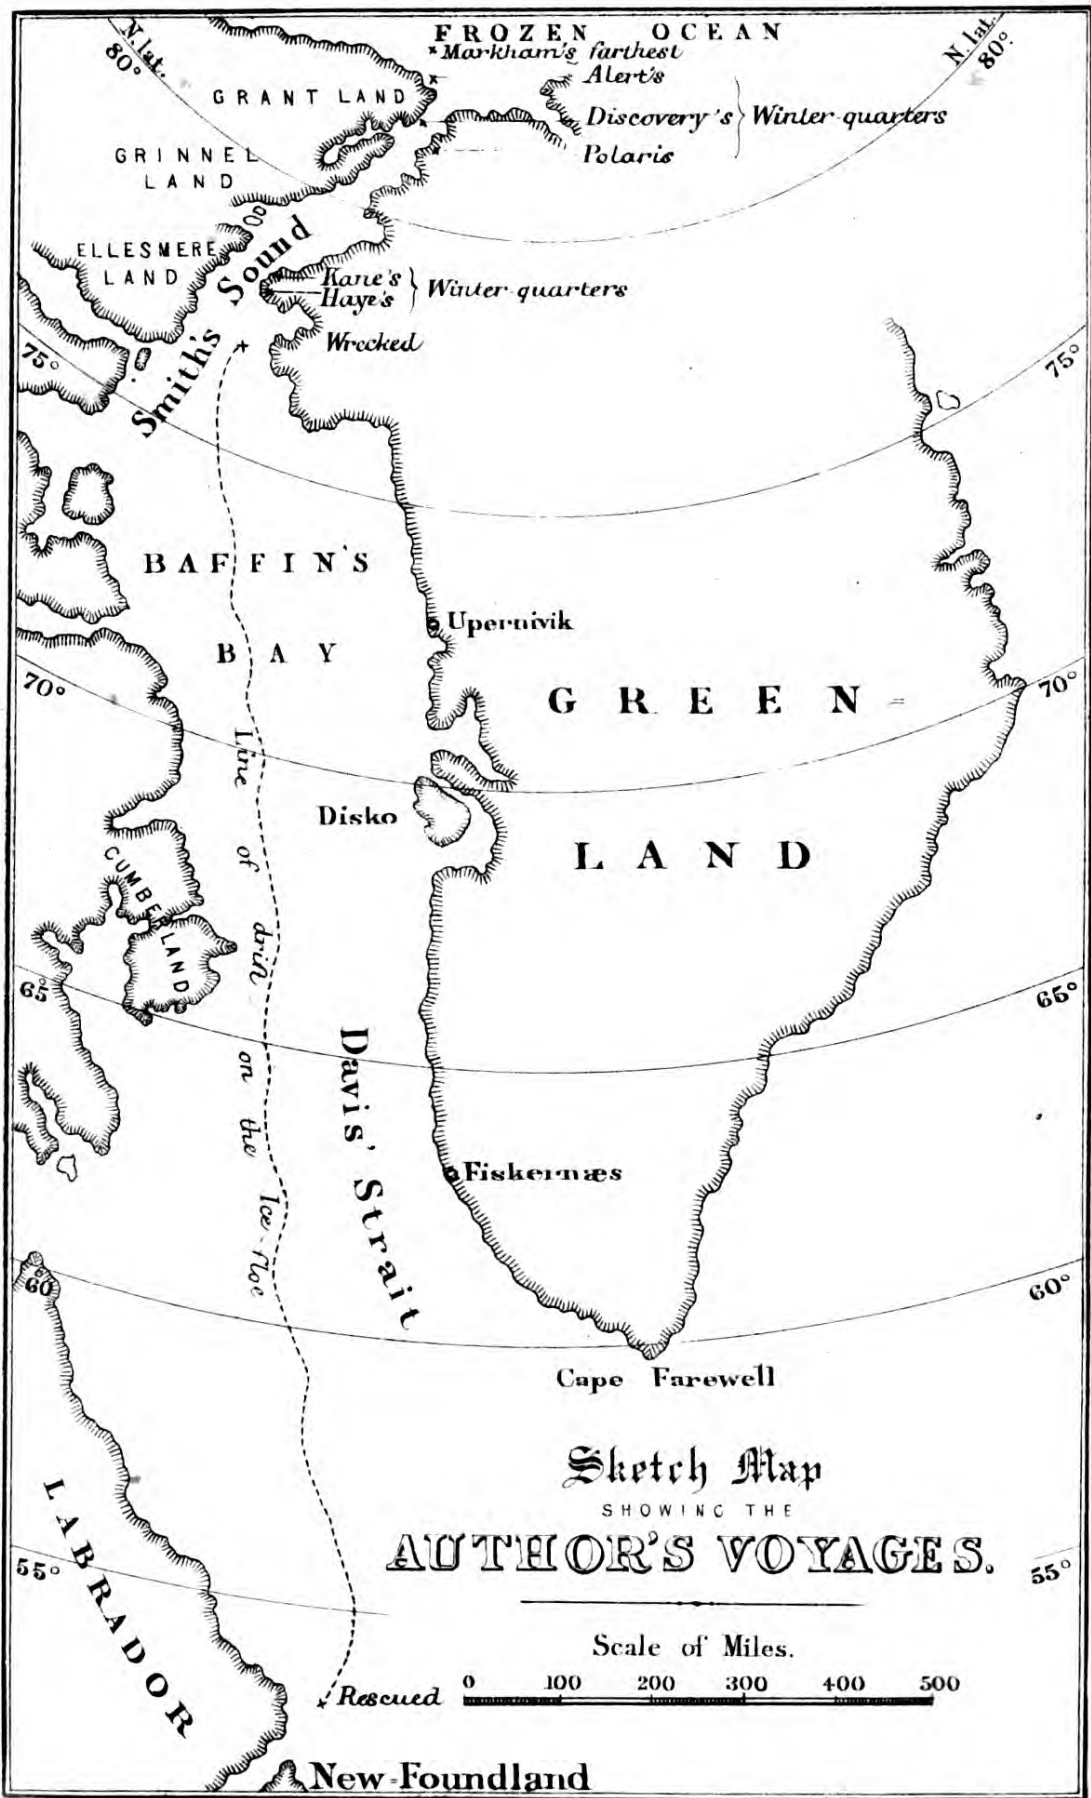 FROZEN OCEAN
N. lat.
80°
N. lat.
80°
Markham's farthest
Alert's
GRANT LAND
Discovery's
Winter quarters
Polaris
GRINNEL
LAND
ELLESMERE
LAND
Smith's Sound
Kane's
Haye's
Winter quarters
Wrecked
75°
75°
BAFFIN'S
Upernivik
BAY
70°
70°
GREEN=
LAND
Disko
Line of drift on the Ice-floe
CUMBERLAND
65°
65°
Davis' Strait
Fiskernæs
60°
60°
Cape Farewell
Sketch Map
SHOWING THE
AUTHOR'S VOYAGES.
LABRADOR
55°
55°
Scale of Miles.
0 100 200 300 400 500
Rescued
New-Foundland